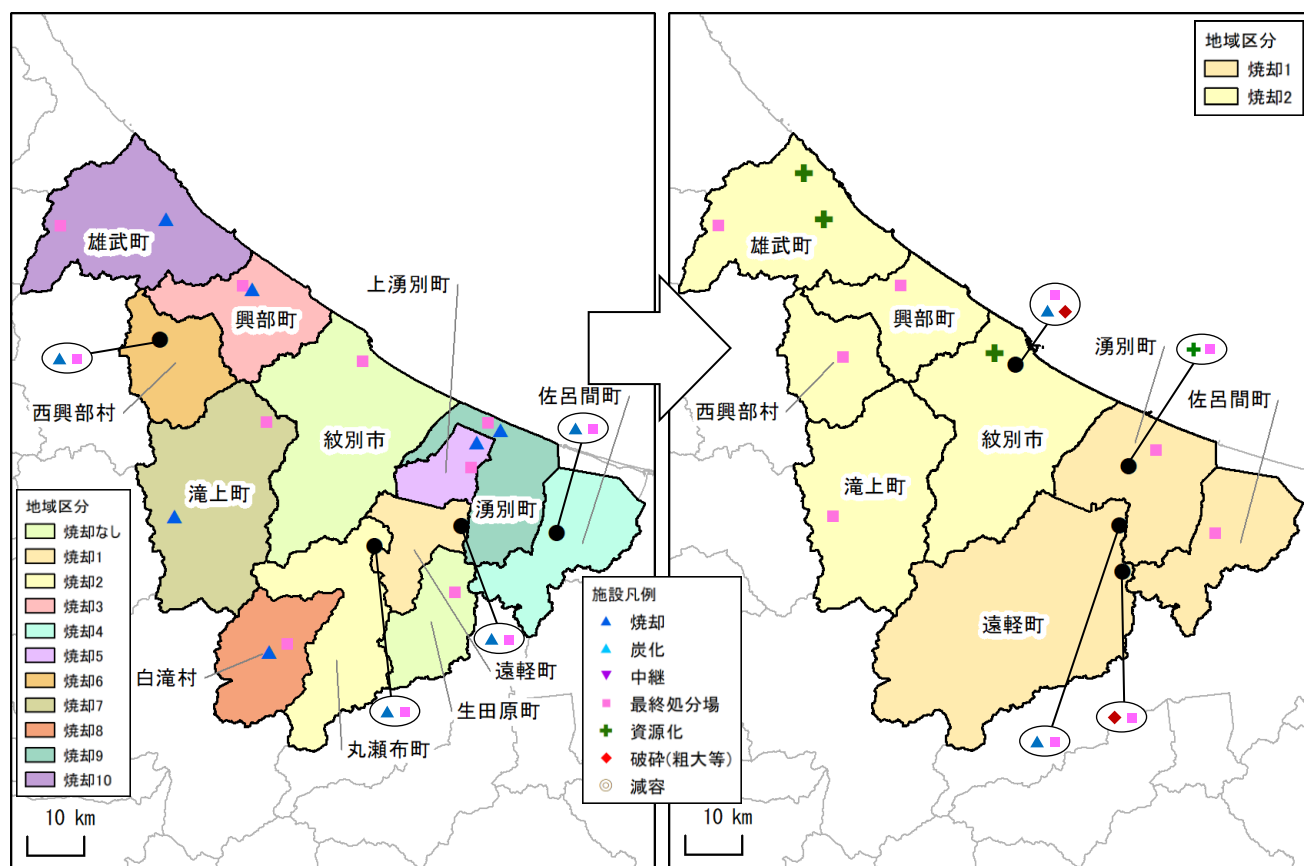 雄武町
上湧別町
興部町
佐呂間町
西興部村
紋別市
滝上町
湧別町
白滝村
遠軽町
生田原町
丸瀬布町
地域区分
焼却なし
焼却1
焼却2
焼却3
焼却4
焼却5
焼却6
焼却7
焼却8
焼却9
焼却10
10 km
施設凡例
焼却
炭化
中継
最終処分場
資源化
破砕(粗大等)
減容
地域区分
焼却1
焼却2
雄武町
興部町
湧別町
佐呂間町
西興部村
紋別市
滝上町
遠軽町
10 km